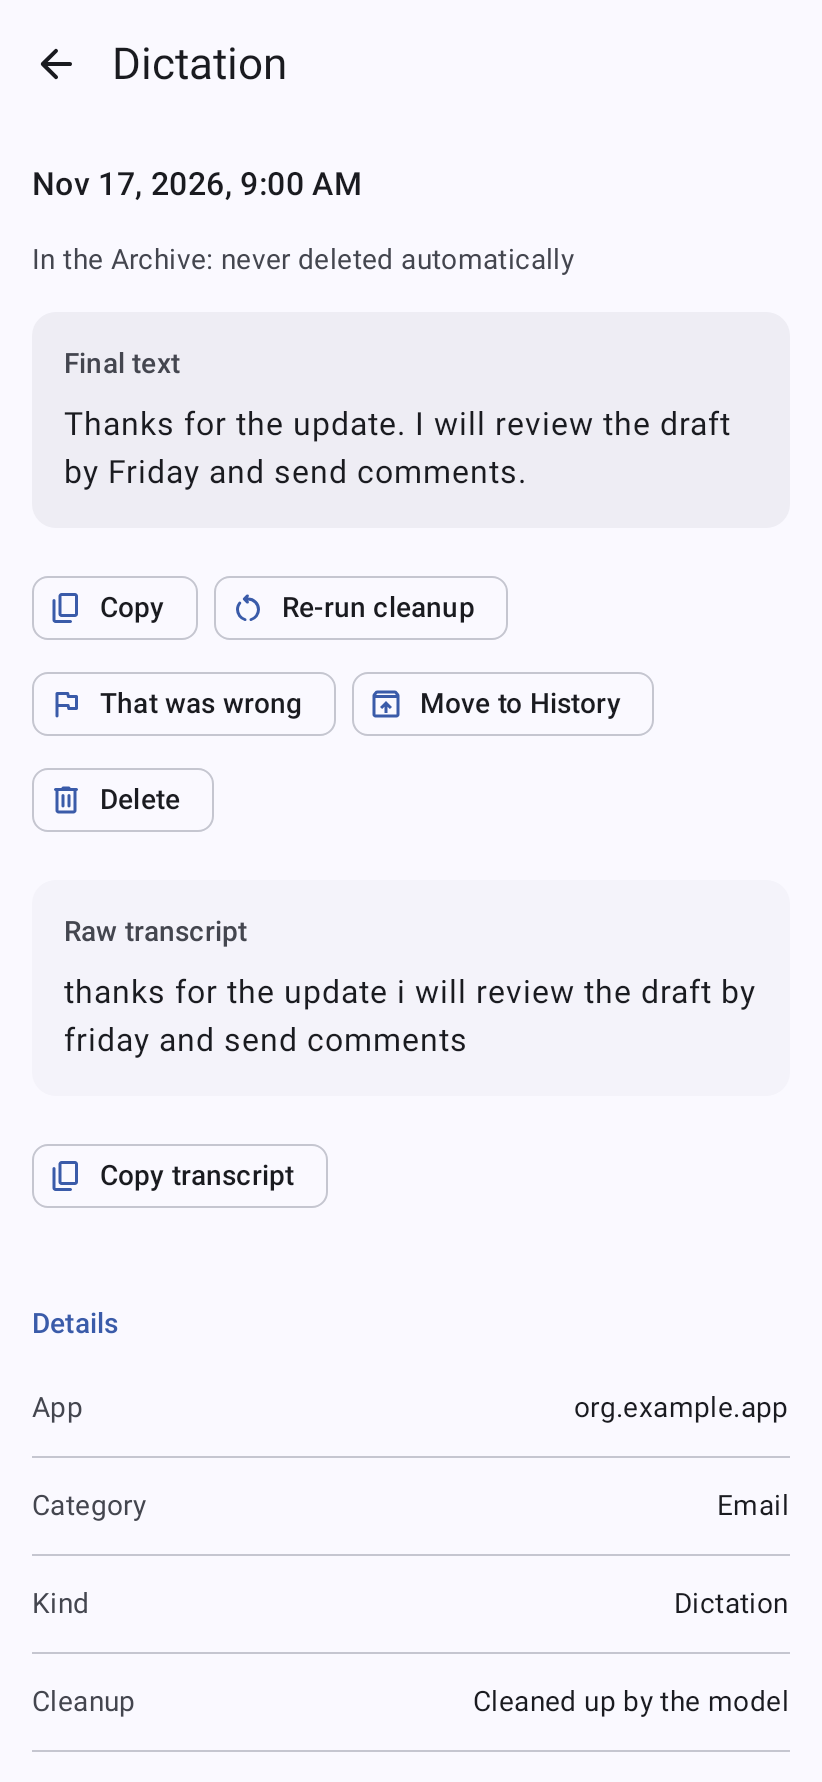 Dictation
Nov 17, 2026, 9:00 AM
In the Archive: never deleted automatically
Final text
Thanks for the update. I will review the draft
by Friday and send comments.
Copy
Re-run cleanup
That was wrong
Move to History
Delete
Raw transcript
thanks for the update i will review the draft by
friday and send comments
Copy transcript
Details
App org.example.app
Category Email
Kind Dictation
Cleanup Cleaned up by the model